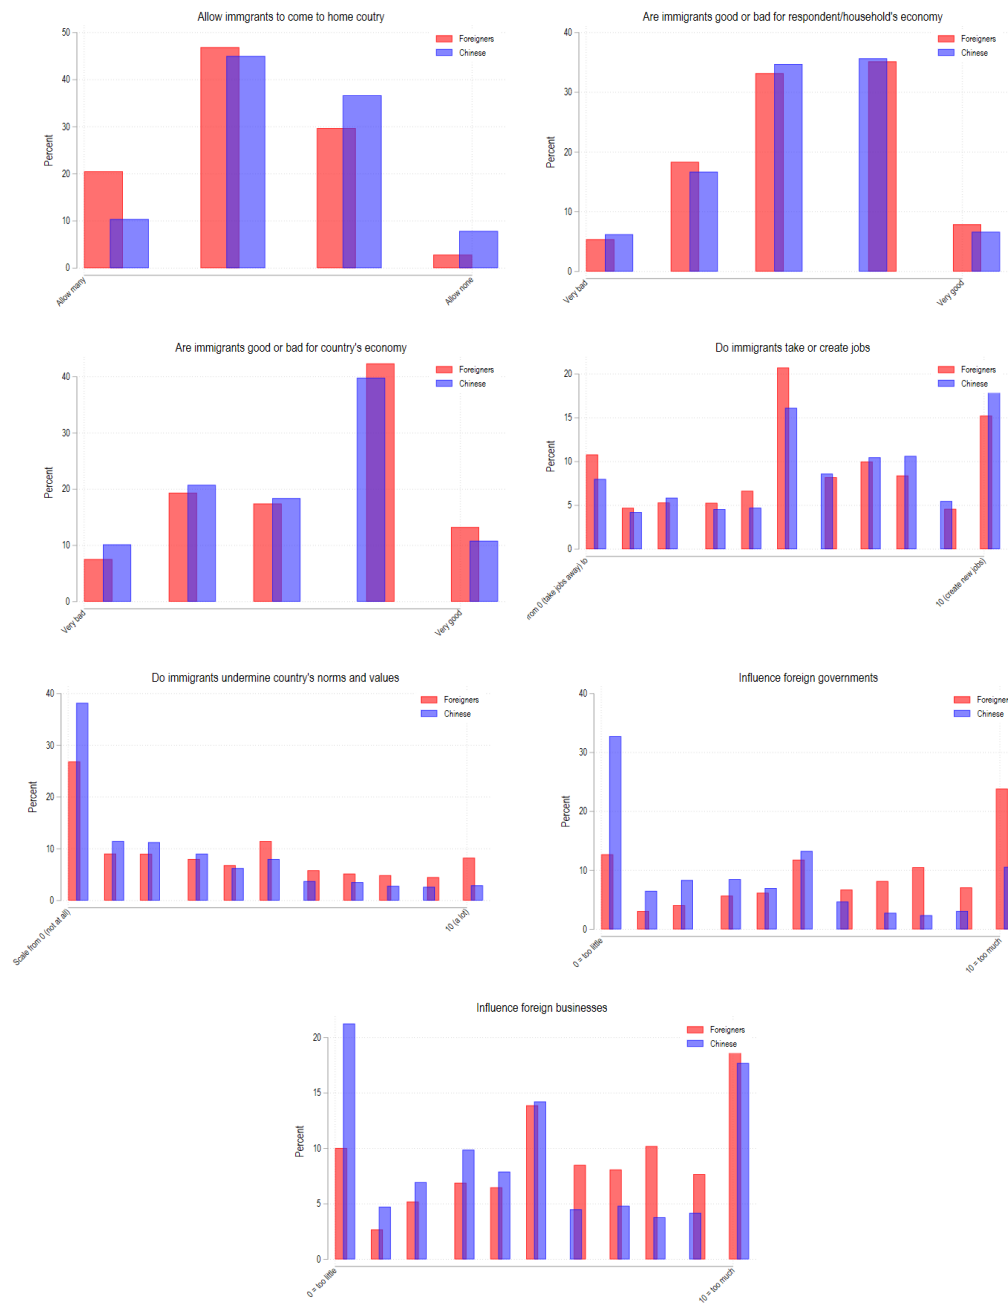 Allow immgrants to come to home coutry
Foreigners
Chinese
50
40
30
20
10
0
Percent
Allow many
Allow none
Are immigrants good or bad for respondent/household's economy
Foreigners
Chinese
40
30
20
10
0
Percent
Very bad
Very good
Are immigrants good or bad for country's economy
Foreigners
Chinese
40
30
20
10
0
Percent
Very bad
Very good
Do immigrants take or create jobs
Foreigners
Chinese
20
15
10
5
0
Percent
rom 0 (take jobs away) to
10 (create new jobs)
Do immigrants undermine country's norms and values
Foreigners
Chinese
40
30
20
10
0
Percent
Scale from 0 (not at all)
10 (a lot)
Influence foreign governments
Foreigner
Chinese
40
30
20
10
0
Percent
0 = too little
10 = too much
Influence foreign businesses
Foreigners
Chinese
20
15
10
5
0
Percent
0 = too little
10 = too much